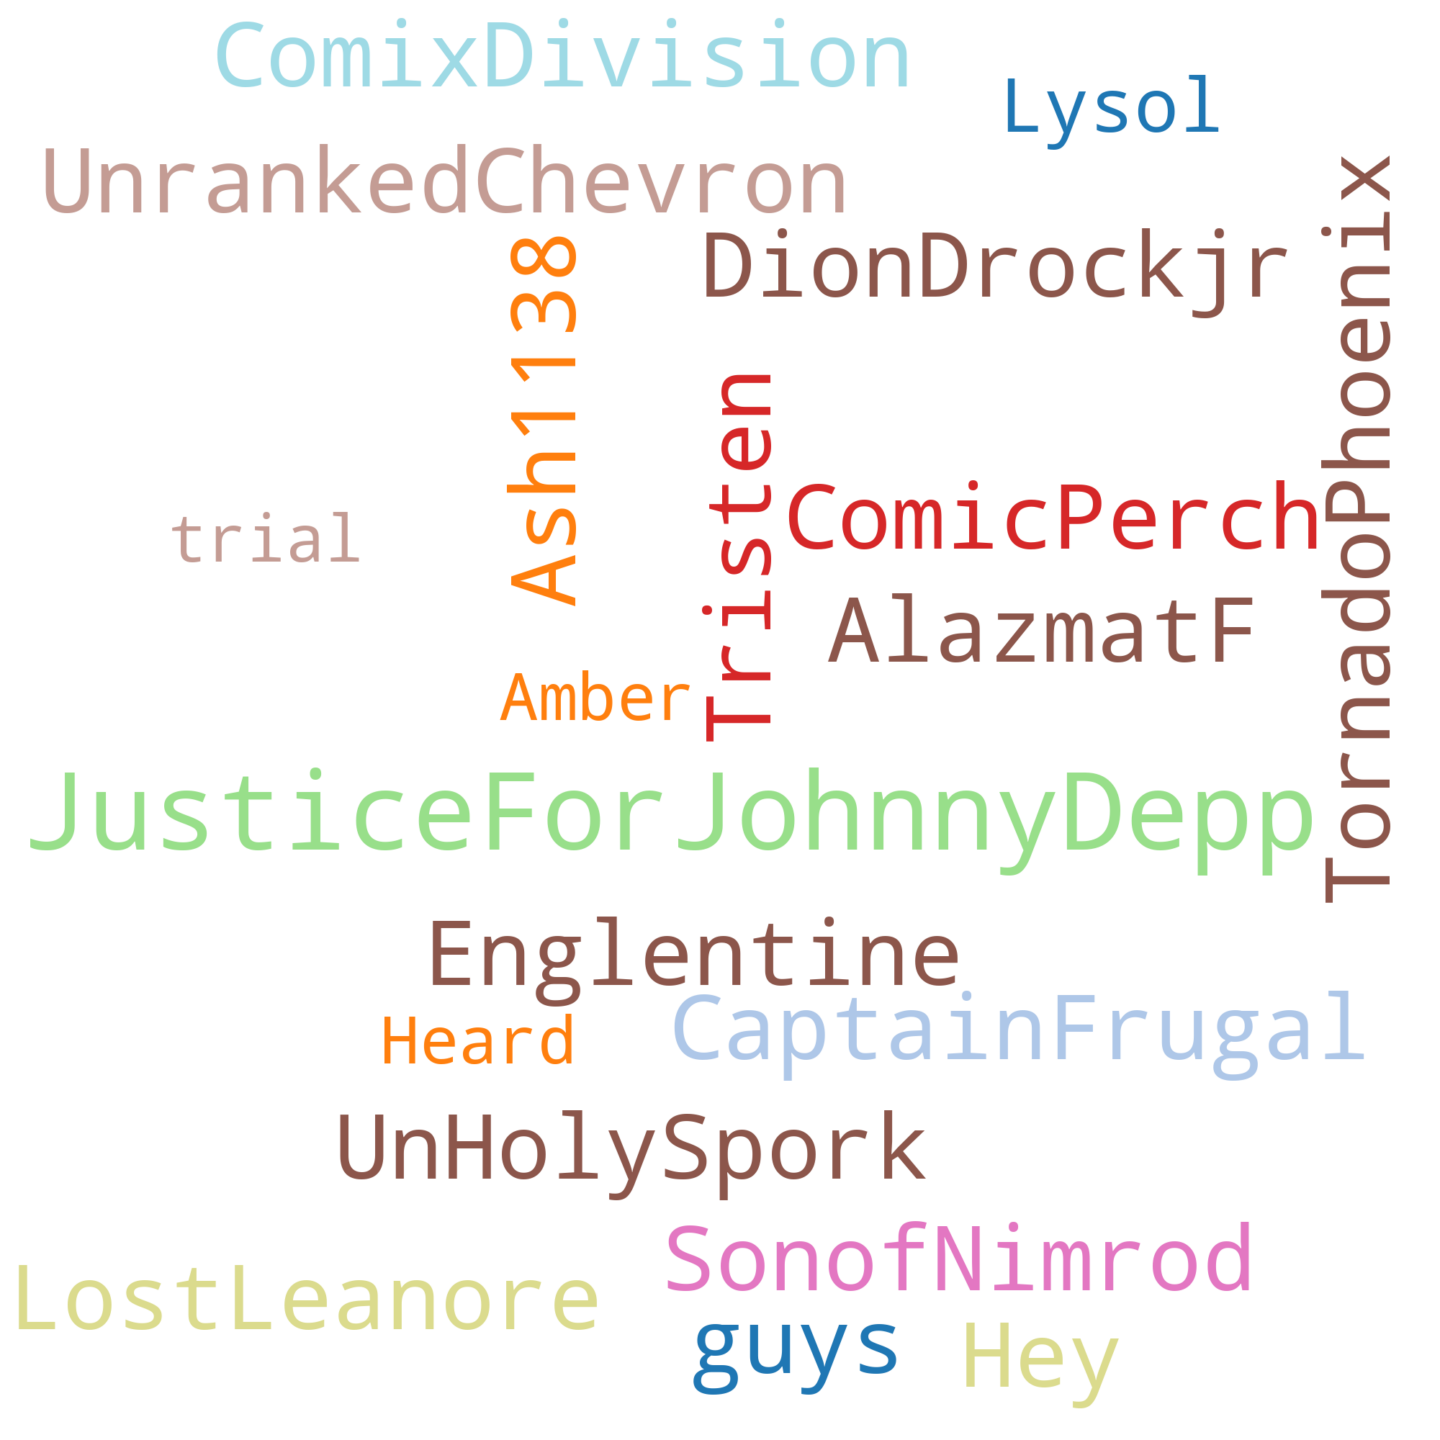 ComixDivision
Lysol
UnrankedChevron
DionDrockjr
TornadoPhoenix
Ash1138
Tristen
ComicPerch
trial
AlazmatF
Amber
JusticeForJohnnyDepp
Englentine
CaptainFrugal
Heard
UnHolySpork
SonofNimrod
LostLeanore
guys
Hey